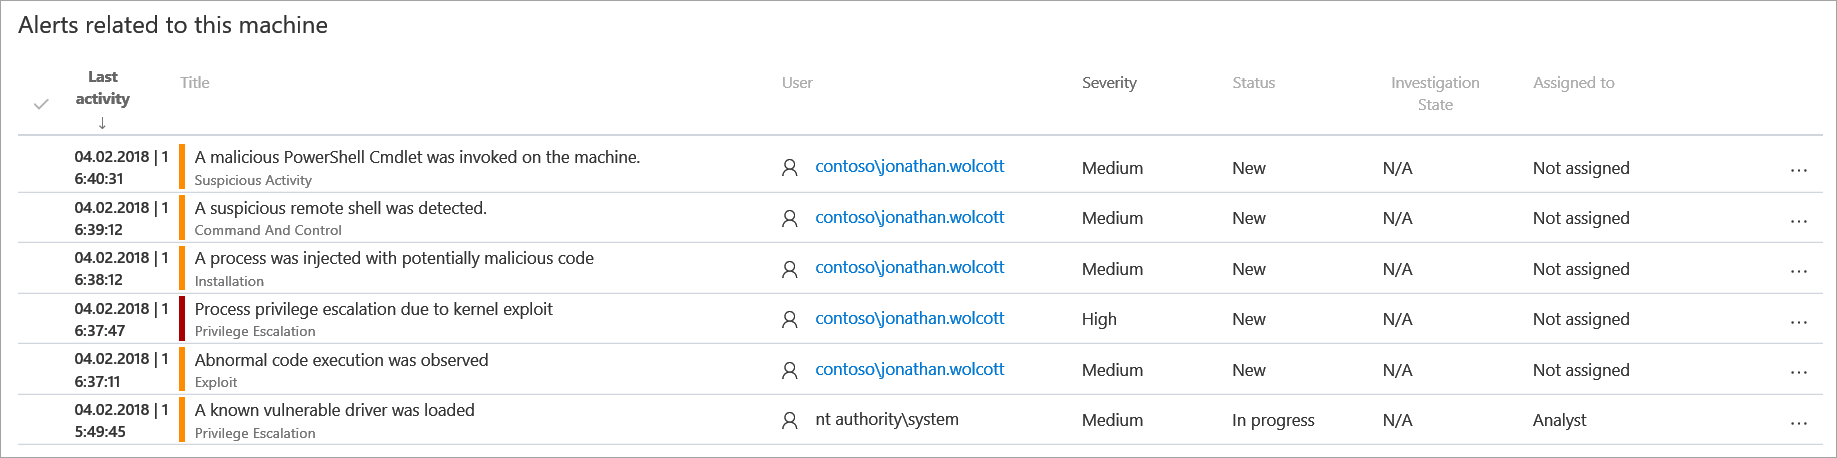 Alerts related to this machine
Last activity ↓ Title User Severity Status Investigation State Assigned to
04.02.2018 | 1 A malicious PowerShell Cmdlet was invoked on the machine. contoso\jonathan.wolcott Medium New N/A Not assigned ...
6:40:31 Suspicious Activity
04.02.2018 | 1 A suspicious remote shell was detected. contoso\jonathan.wolcott Medium New N/A Not assigned ...
6:39:12 Command And Control
04.02.2018 | 1 A process was injected with potentially malicious code contoso\jonathan.wolcott Medium New N/A Not assigned ...
6:38:12 Installation
04.02.2018 | 1 Process privilege escalation due to kernel exploit contoso\jonathan.wolcott High New N/A Not assigned ...
6:37:47 Privilege Escalation
04.02.2018 | 1 Abnormal code execution was observed contoso\jonathan.wolcott Medium New N/A Not assigned ...
6:37:11 Exploit
04.02.2018 | 1 A known vulnerable driver was loaded nt authority\system Medium In progress N/A Analyst ...
5:49:45 Privilege Escalation